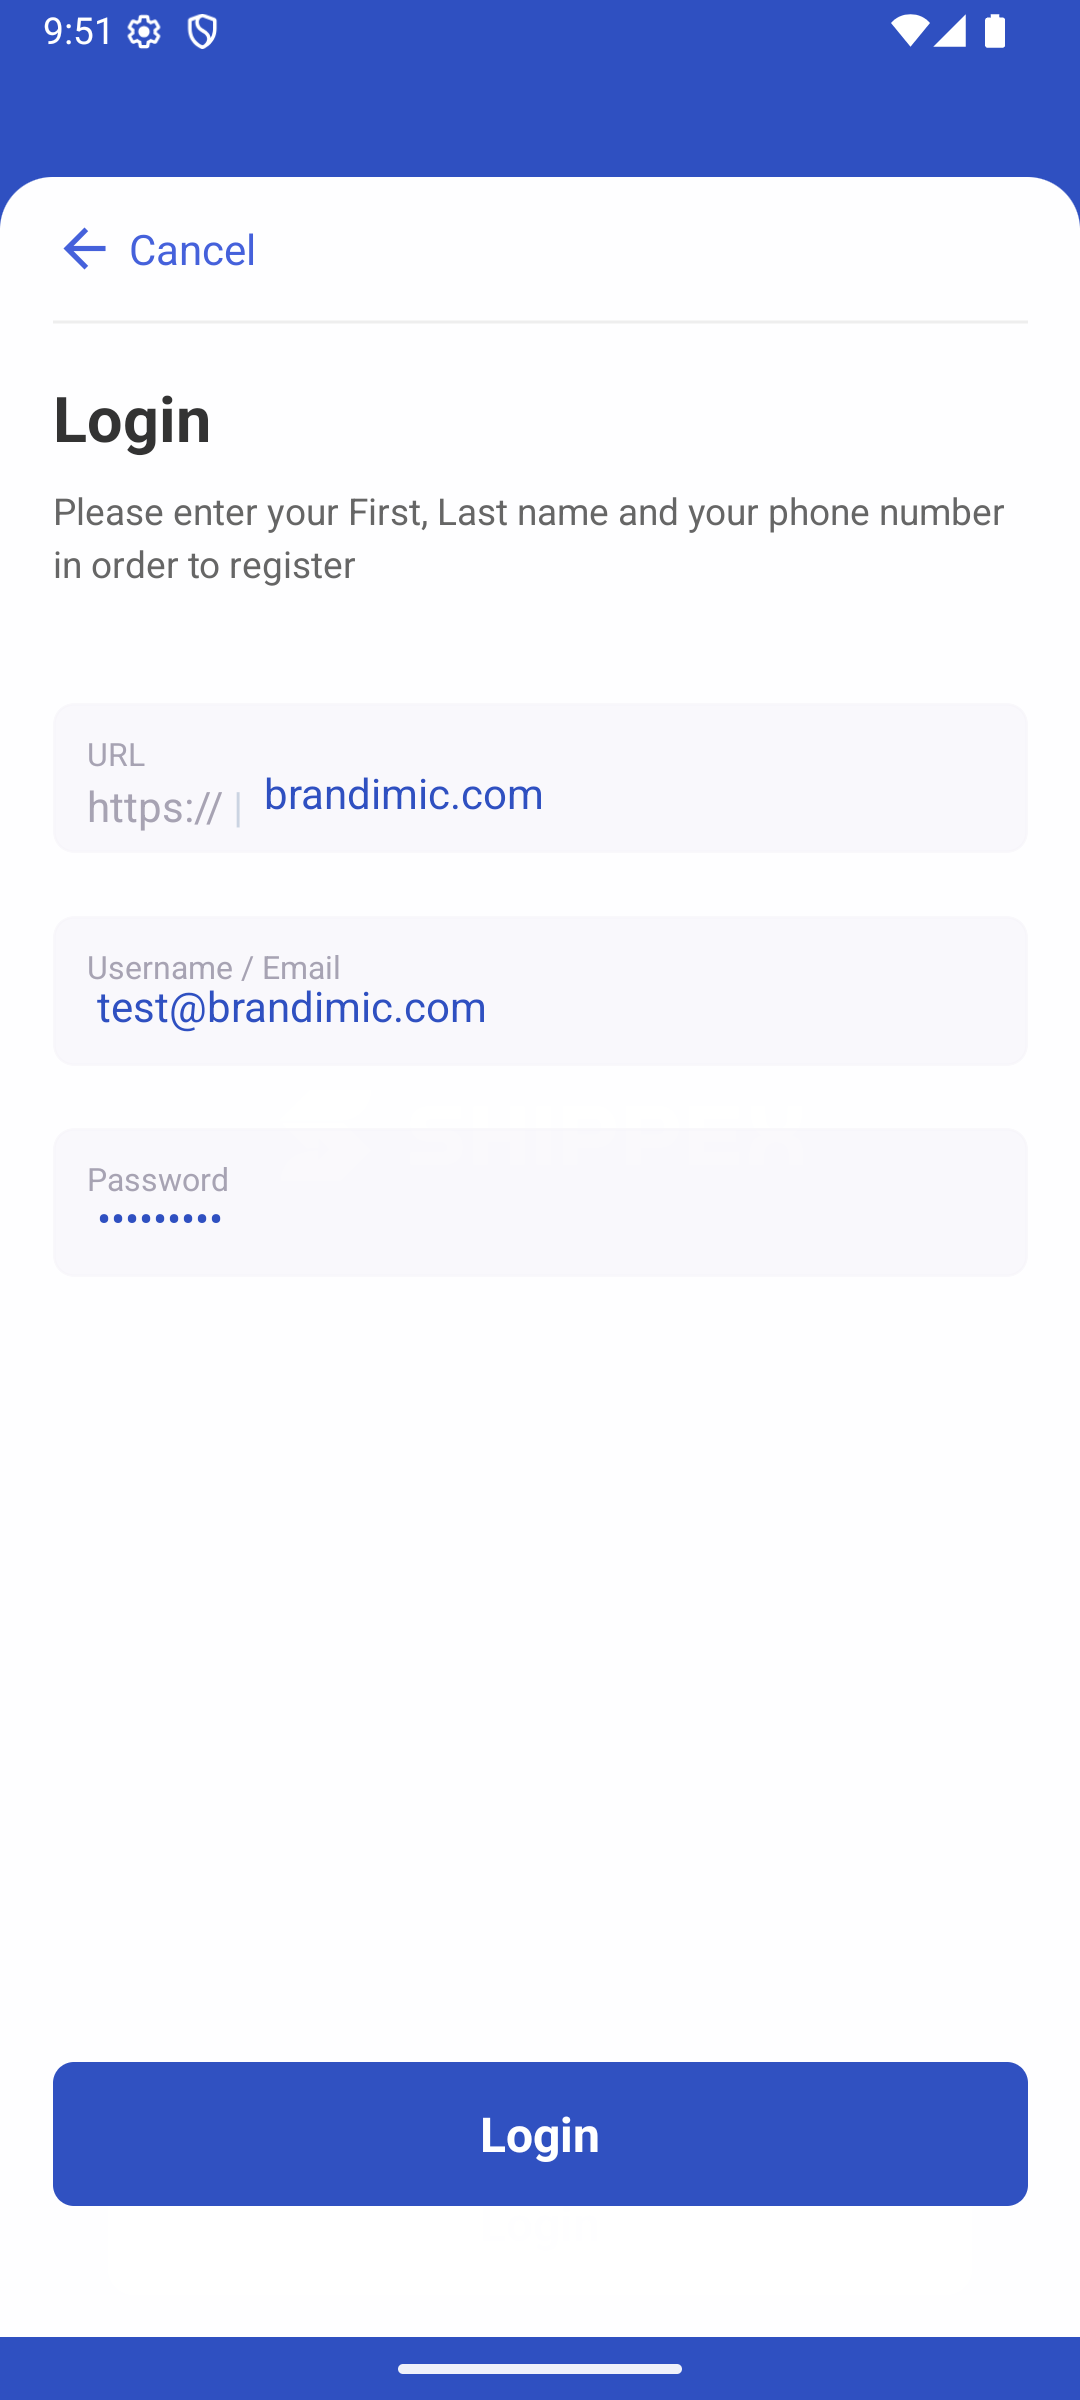 9:51
Cancel
Login
Please enter your First, Last name and your phone number
in order to register
URL
https:// | brandimic.com
Username / Email
test@brandimic.com
Password
•••••••••
Login